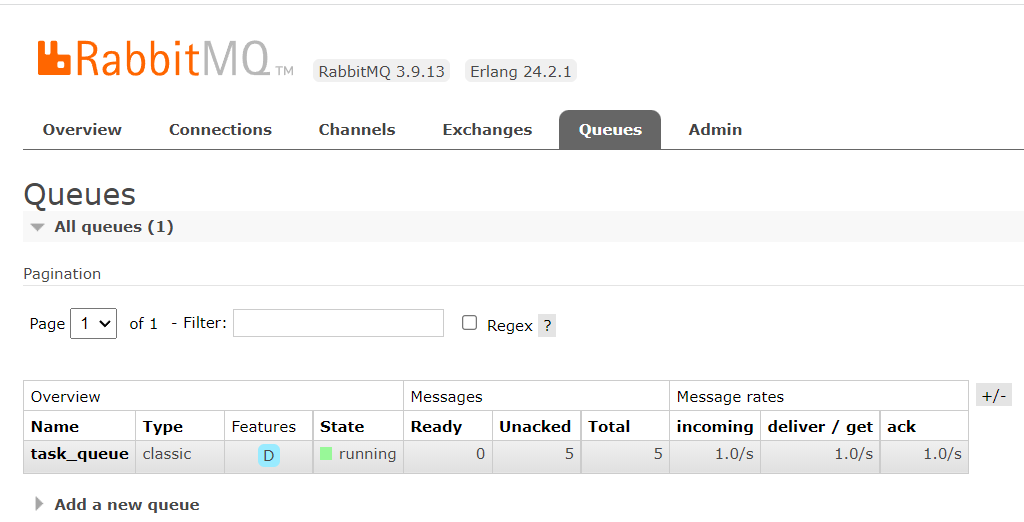 RabbitMQ TM RabbitMQ 3.9.13 Erlang 24.2.1
Overview Connections Channels Exchanges Queues Admin
Queues
All queues (1)
Pagination
Page 1 of 1 - Filter: Regex ?
Overview Messages Message rates +/-
Name Type Features State Ready Unacked Total incoming deliver / get ack
task_queue classic D running 0 5 5 1.0/s 1.0/s 1.0/s
Add a new queue